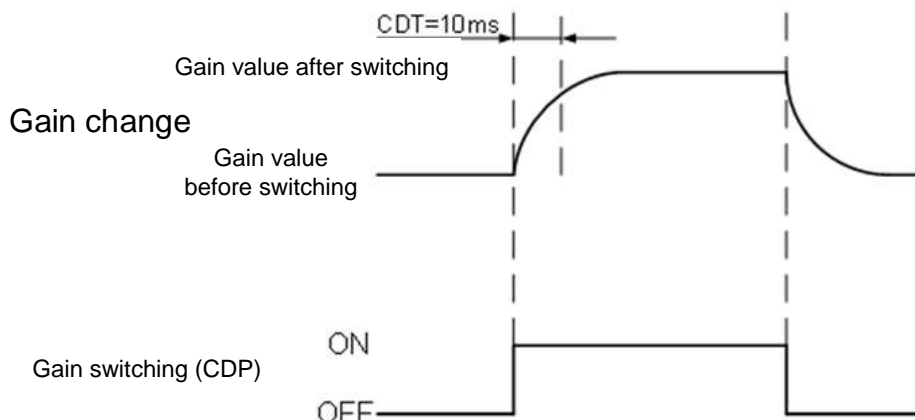 CDT=10ms
Gain value after switching
Gain change
Gain value
before switching
ON
Gain switching (CDP)
OFF